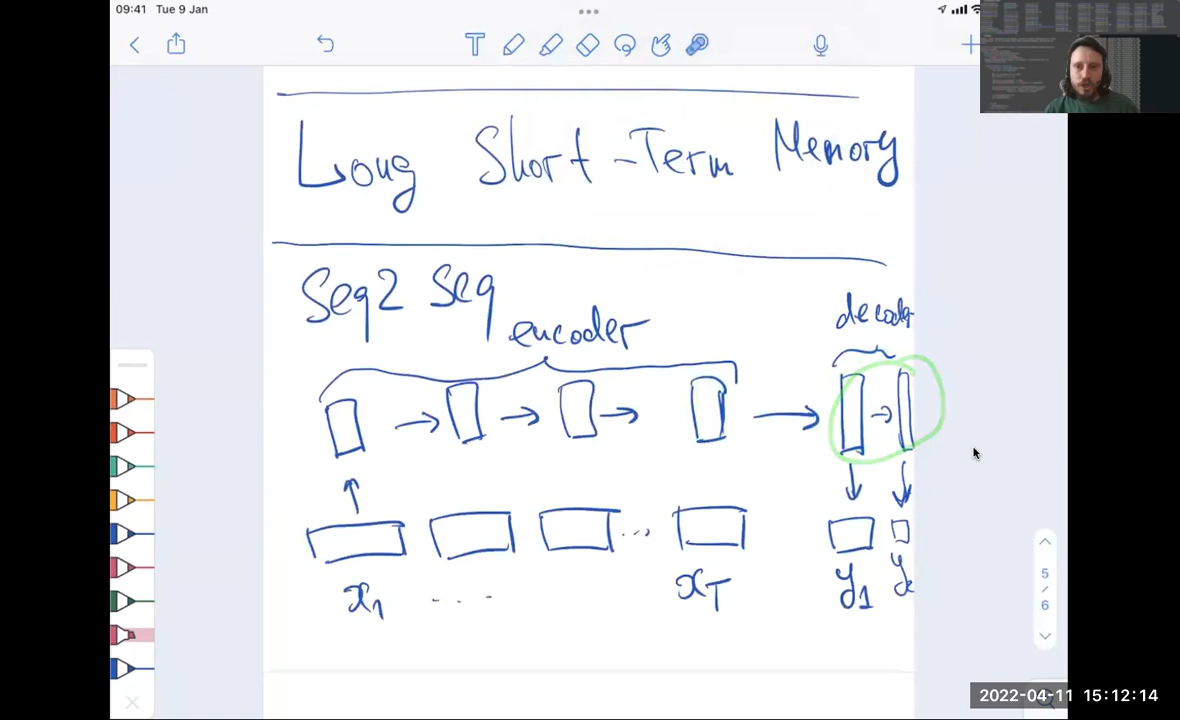 09:41 Tue 9 Jan
Long Short-Term Memory
Seq2Seq
encoder
decoder
x1 .... xT
y1 y2
5
/
6
2022-04-11 15:12:14